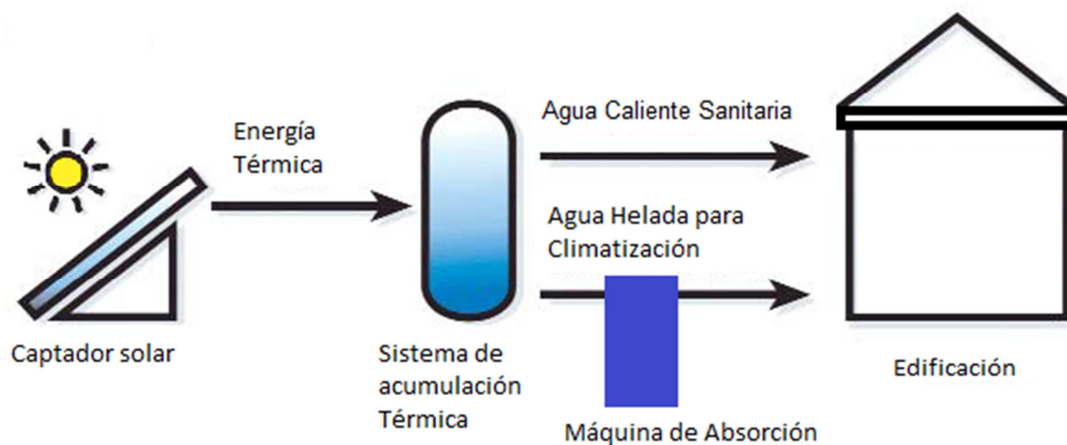 Energía
Térmica
Agua Caliente Sanitaria
Agua Helada para
Climatización
Captador solar
Sistema de
acumulación
Térmica
Máquina de Absorción
Edificación